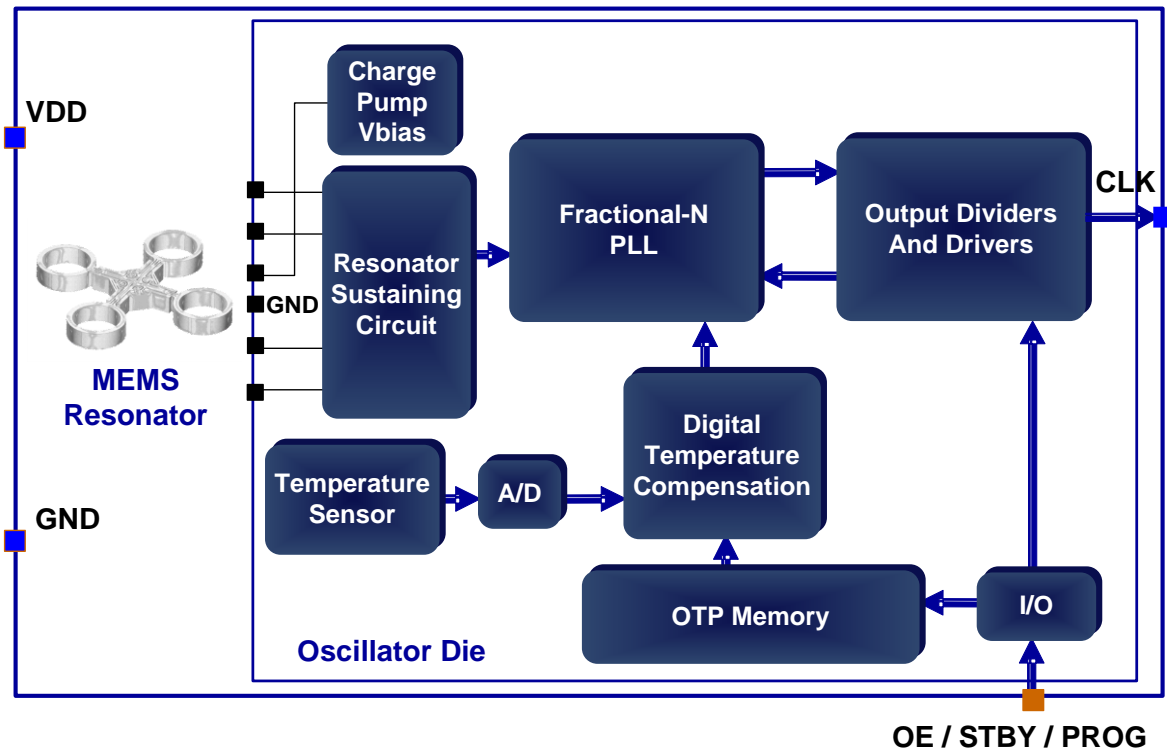 Charge
Pump
Vbias
VDD
Fractional-N
PLL
Output Dividers
And Drivers
CLK
Resonator
Sustaining
Circuit
GND
MEMS
Resonator
Digital
Temperature
Compensation
Temperature
Sensor
A/D
GND
OTP Memory
I/O
Oscillator Die
OE / STBY / PROG